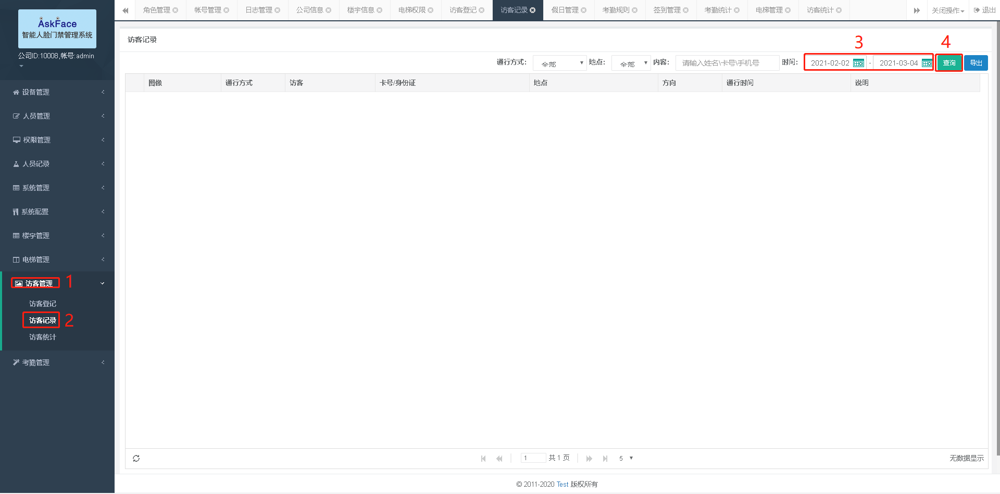 AskFace
智能人脸门禁管理系统
公司ID:10008,帐号:admin
角色管理 帐号管理 日志管理 公司信息 楼宇信息 电梯权限 访客登记 访客记录 假日管理 考勤规则 签到管理 考勤统计 电梯管理 访客统计 关闭操作 退出
设备管理
人员管理
权限管理
人员记录
系统管理
系统配置
楼宇管理
电梯管理
访客管理 1
访客登记
访客记录 2
访客统计
考勤管理
访客记录
3 4
通行方式: 全部 地点: 全部 内容: 请输入姓名\卡号\手机号 时间: 2021-02-02 - 2021-03-04 查询 导出
图像 通行方式 访客 卡号/身份证 地点 方向 通行时间 说明
1 共 1 页 5 无数据显示
© 2011-2020 Test 版权所有